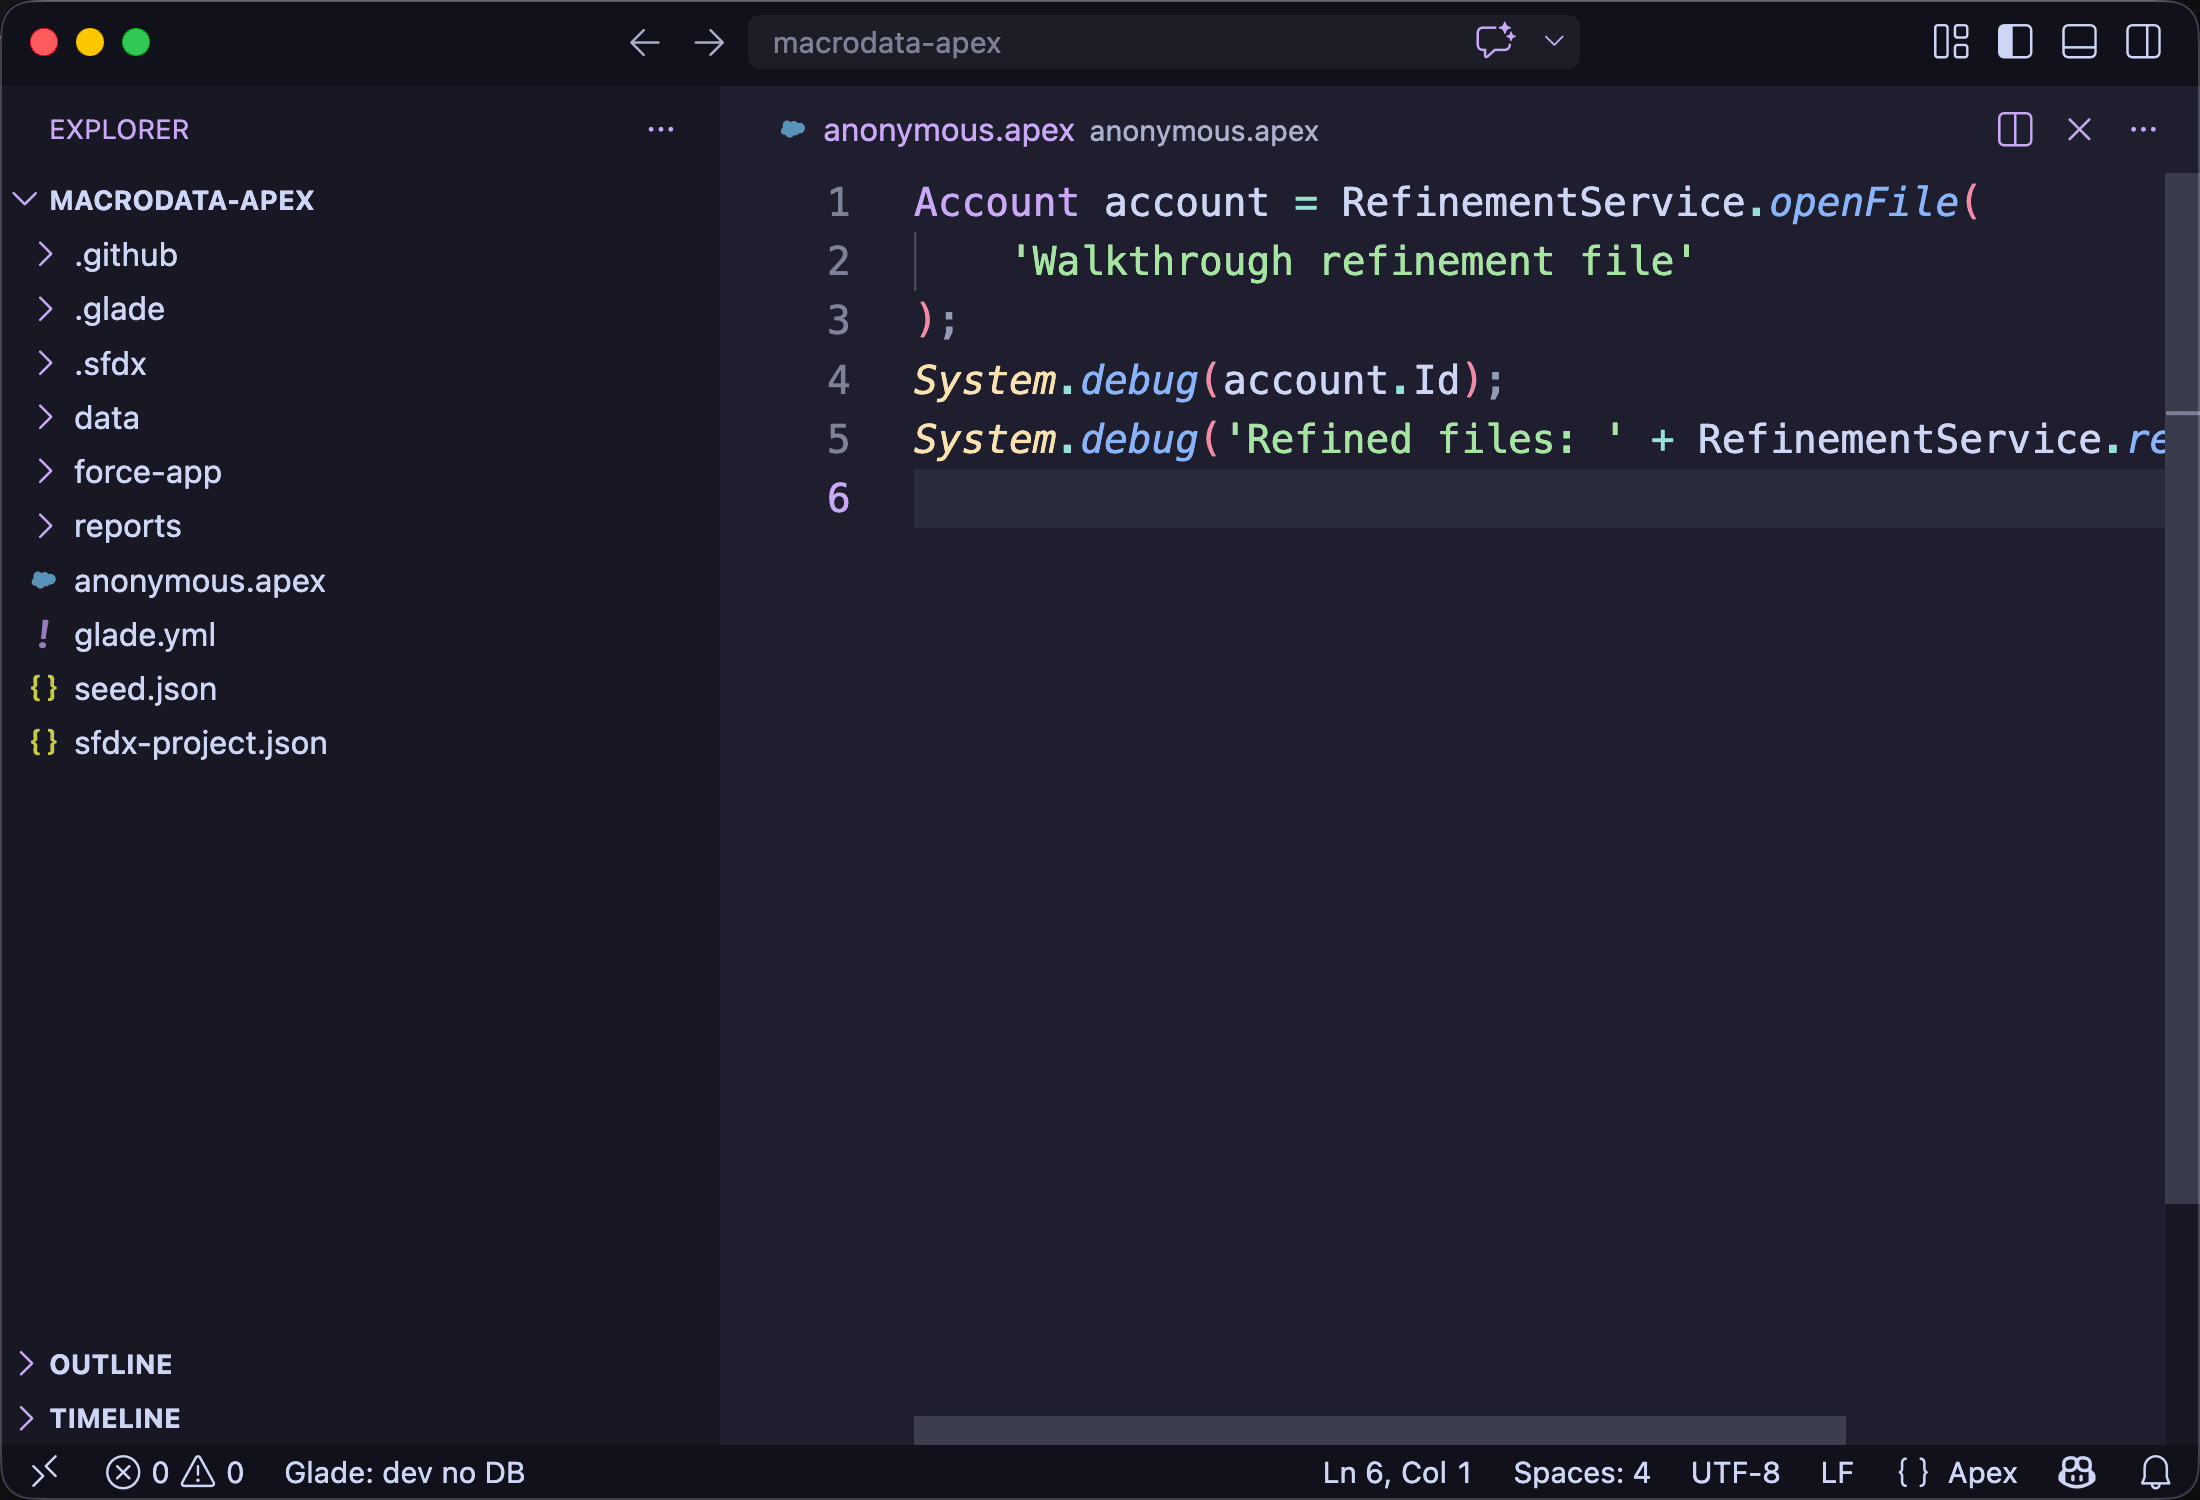 macrodata-apex
EXPLORER
MACRODATA-APEX
.github
.glade
.sfdx
data
force-app
reports
anonymous.apex
glade.yml
seed.json
sfdx-project.json
OUTLINE
TIMELINE
anonymous.apex anonymous.apex
1 Account account = RefinementService.openFile(
2     'Walkthrough refinement file'
3 );
4 System.debug(account.Id);
5 System.debug('Refined files: ' + RefinementService.re
6
0 0 Glade: dev no DB
Ln 6, Col 1 Spaces: 4 UTF-8 LF { } Apex